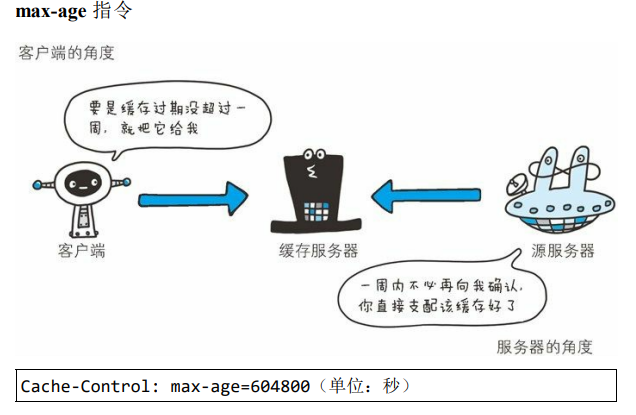 max-age 指令
客户端的角度
要是缓存过期没超过一
周，就把它给我
客户端
缓存服务器
源服务器
一周内不必再向我确认，
你直接支配该缓存好了
服务器的角度
Cache-Control: max-age=604800（单位：秒）